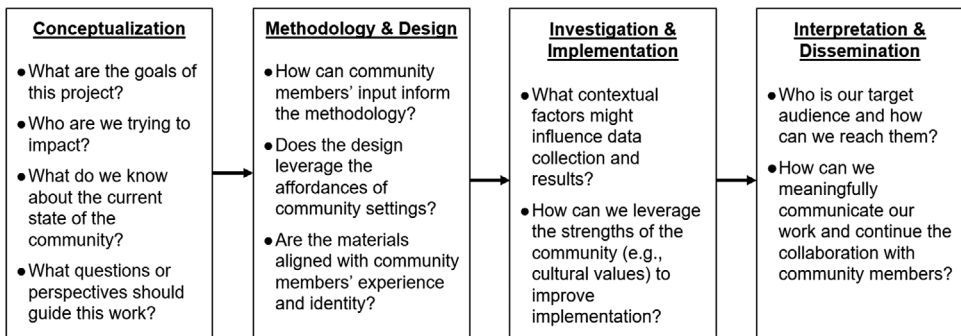 Conceptualization
● What are the goals of
this project?
● Who are we trying to
impact?
● What do we know
about the current
state of the
community?
● What questions or
perspectives should
guide this work?
Methodology & Design
● How can community
members’ input inform
the methodology?
● Does the design
leverage the
affordances of
community settings?
● Are the materials
aligned with community
members’ experience
and identity?
Investigation &
Implementation
● What contextual
factors might
influence data
collection and
results?
● How can we leverage
the strengths of the
community (e.g.,
cultural values) to
improve
implementation?
Interpretation &
Dissemination
● Who is our target
audience and how
can we reach them?
● How can we
meaningfully
communicate our
work and continue the
collaboration with
community members?